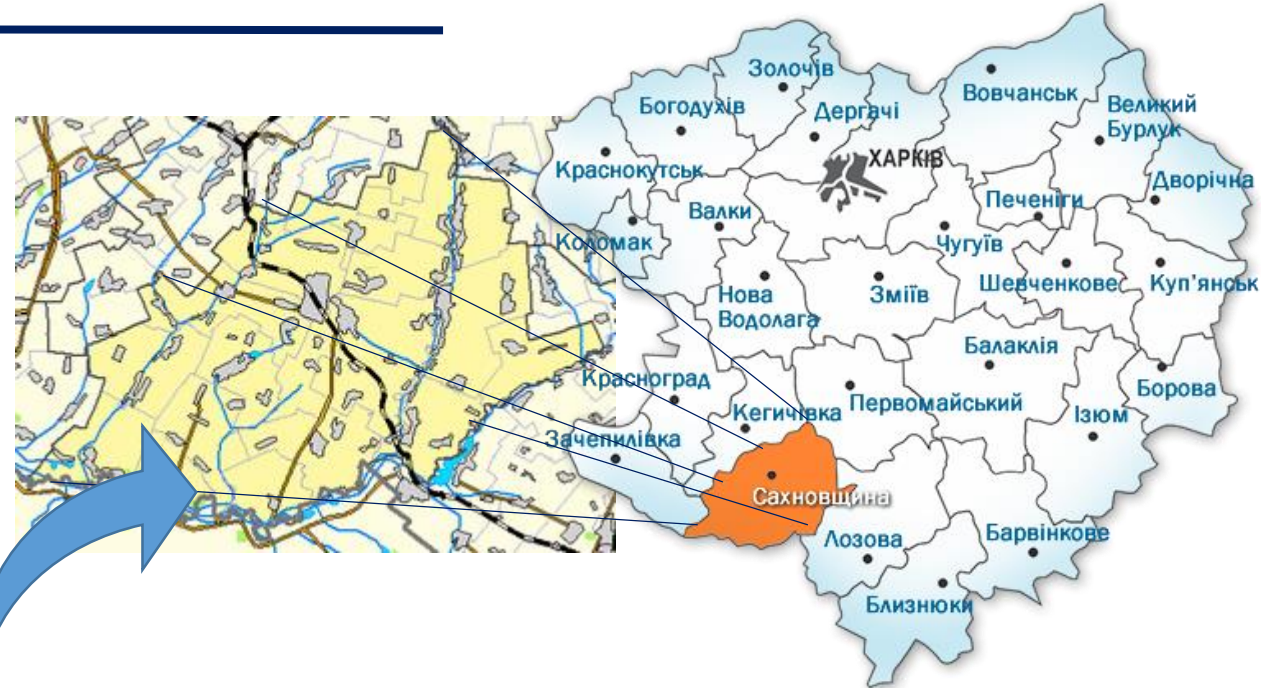 Золочів
Богодухів
Дергачі
Вовчанськ
Великий
Бурлук
ХАРКІВ
Краснокутськ
Дворічна
Печеніги
Валки
Коломак
Чугуїв
Шевченкове
Куп'янськ
Нова
Водолага
Зміїв
Балаклія
Красноград
Борова
Кегичівка
Первомайський
Ізюм
Зачепилівка
Сахновщина
Лозова
Барвінкове
Близнюки